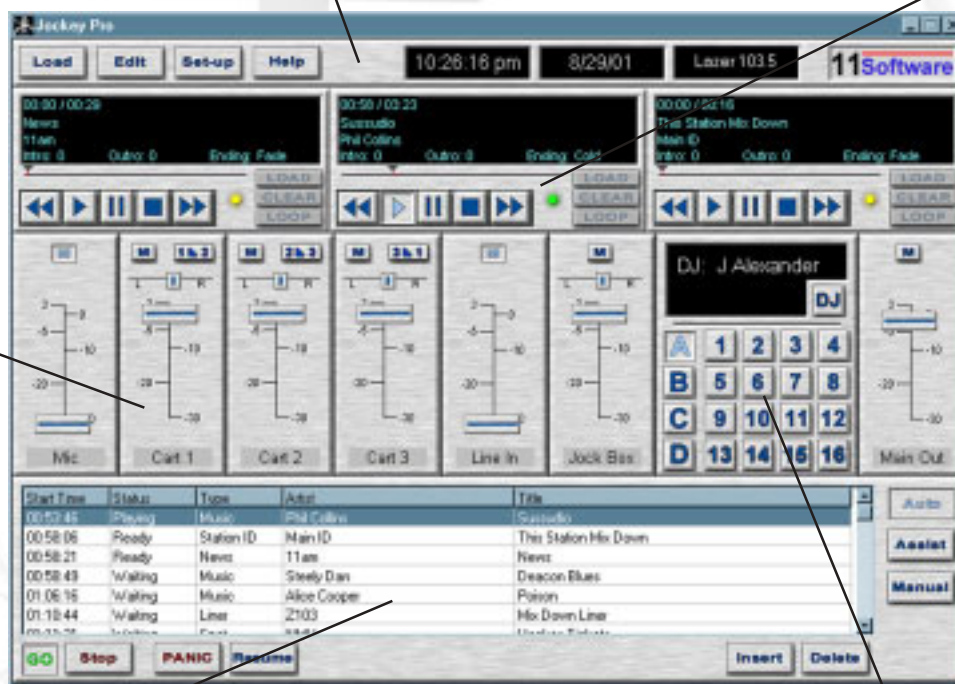 Jockey Pro
Load Edit Set-up Help 10:26:16 pm 8/29/01 Lazer 103.5 11Software
00:00 / 00:29
News
11am
Intro: 0 Outro: 0 Ending: Fade
LOAD
CLEAR
LOOP
00:50 / 03:23
Sussudio
Phil Collins
Intro: 0 Outro: 0 Ending: Cold
LOAD
CLEAR
LOOP
00:00 / 00:16
This Station Mix Down
Main ID
Intro: 0 Outro: 0 Ending: Fade
LOAD
CLEAR
LOOP
M M M M M M
L R L R L R L R
DJ: J Alexander
DJ
A 1 2 3 4
B 5 6 7 8
C 9 10 11 12
D 13 14 15 16
Mic Cart 1 Cart 2 Cart 3 Line In Jock Box Main Out
Start Time Status Type Artist Title
00:53:46 Playing Music Phil Collins Sussudio
00:58:06 Ready Station ID Main ID This Station Mix Down
00:58:21 Ready News 11am News
00:58:49 Waiting Music Steely Dan Deacon Blues
01:06:16 Waiting Music Alice Cooper Poison
01:10:44 Waiting Liner Z103 Mix Down Liner
Auto
Assist
Manual
GO Stop PANIC Resume Insert Delete